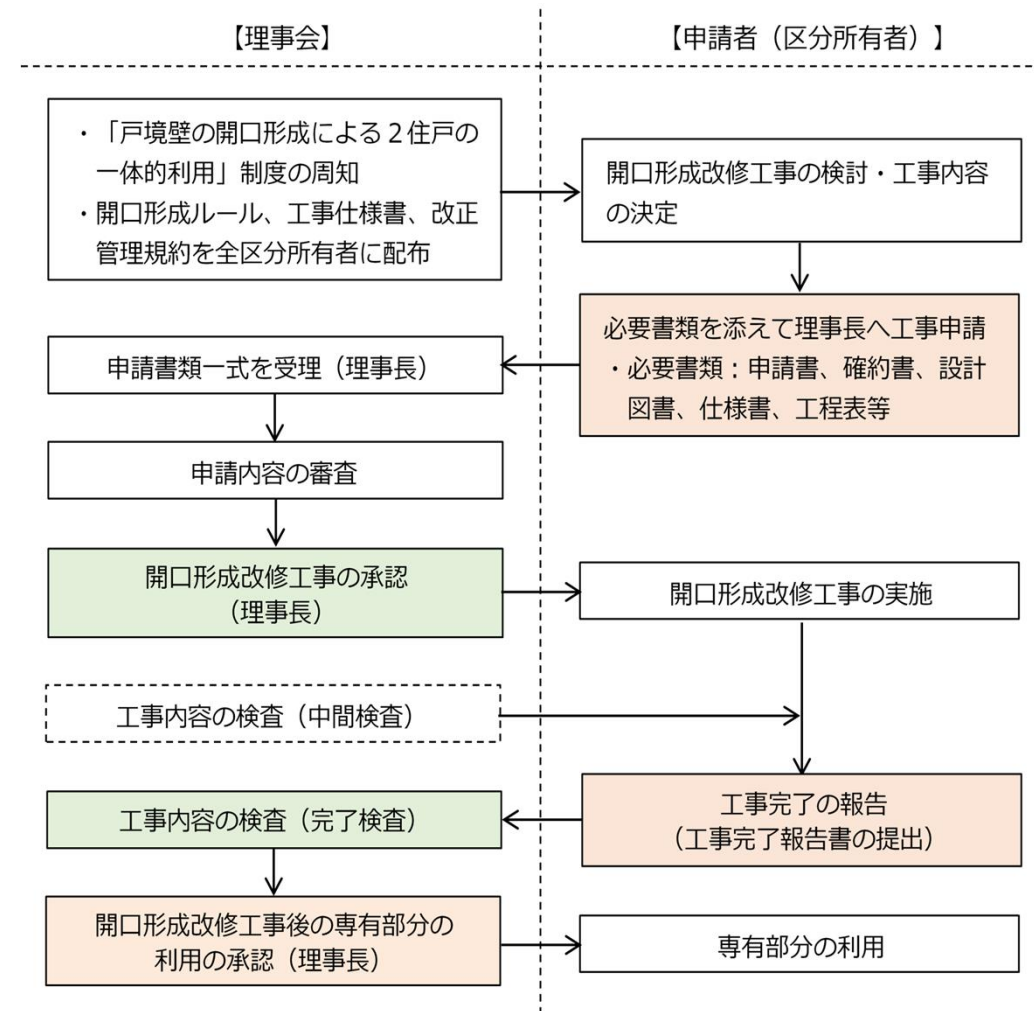 【理事会】
【申請者（区分所有者）】
・「戸境壁の開口形成による２住戸の
一体的利用」制度の周知
・開口形成ルール、工事仕様書、改正
管理規約を全区分所有者に配布
開口形成改修工事の検討・工事内容
の決定
必要書類を添えて理事長へ工事申請
・必要書類：申請書、確約書、設計
図書、仕様書、工程表等
申請書類一式を受理（理事長）
申請内容の審査
開口形成改修工事の承認
（理事長）
開口形成改修工事の実施
工事内容の検査（中間検査）
工事完了の報告
（工事完了報告書の提出）
工事内容の検査（完了検査）
開口形成改修工事後の専有部分の
利用の承認（理事長）
専有部分の利用